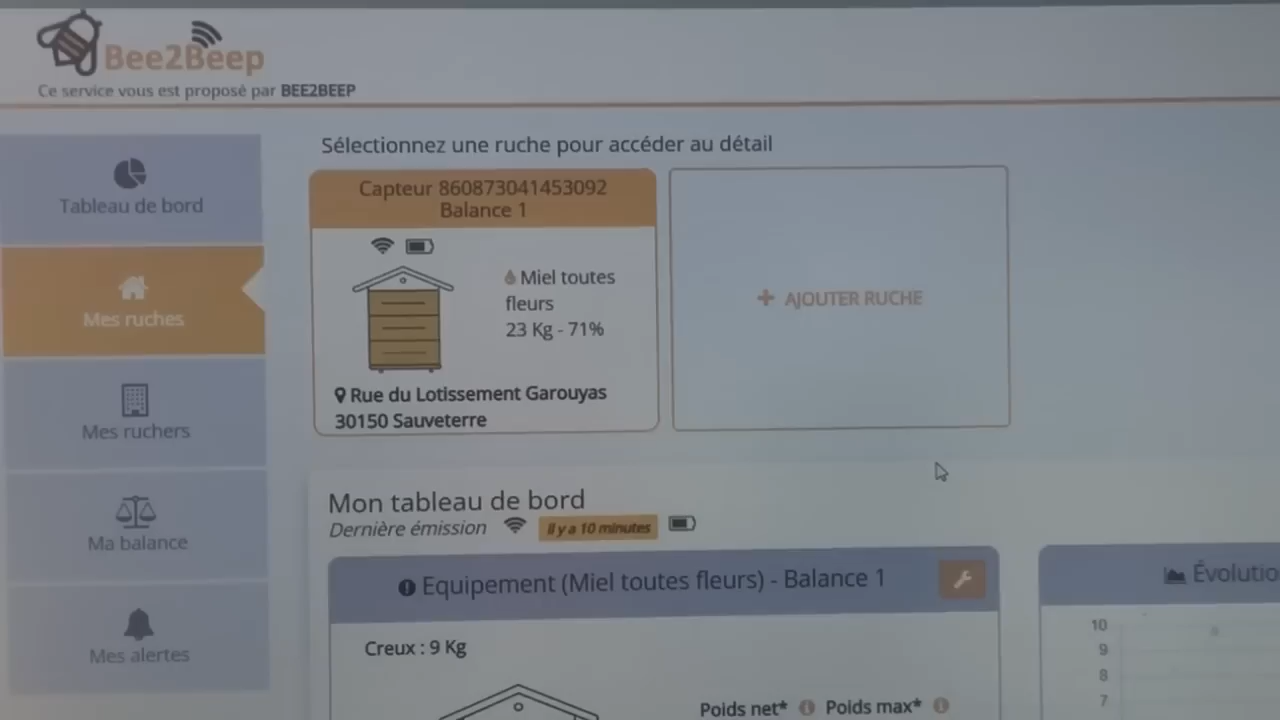 Bee2Beep
Ce service vous est proposé par BEE2BEEP
Tableau de bord
Mes ruches
Mes ruchers
Ma balance
Mes alertes
Sélectionnez une ruche pour accéder au détail
Capteur 860873041453092
Balance 1
Miel toutes
fleurs
23 Kg - 71%
Rue du Lotissement Garouyas
30150 Sauveterre
+ AJOUTER RUCHE
Mon tableau de bord
Dernière émission
Il y a 10 minutes
Equipement (Miel toutes fleurs) - Balance 1
Creux : 9 Kg
Poids net*
Poids max*
Évolutio
10
9
8
7